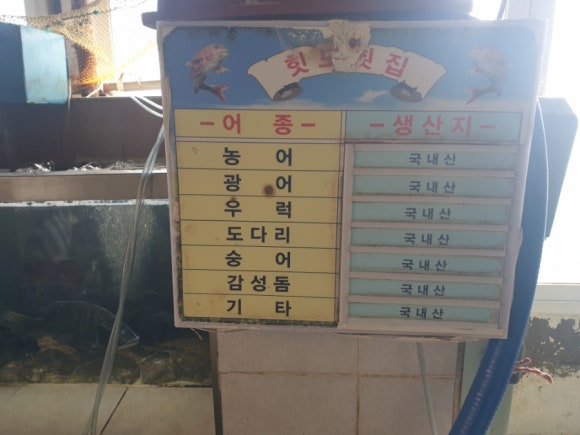 횟집
-어 종- -생산지-
농 어 국내산
광 어 국내산
우 럭 국내산
도다리 국내산
숭 어 국내산
감성돔 국내산
기 타 국내산